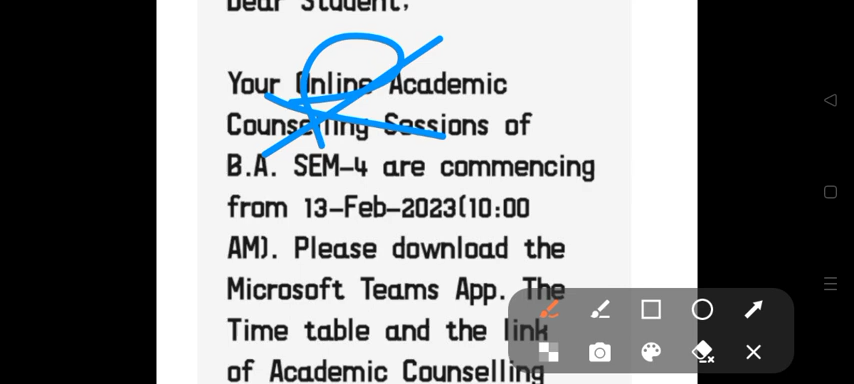 Dear Student,
Your Online Academic
Counselling Sessions of
B.A. SEM-4 are commencing
from 13-Feb-2023(10:00
AM). Please download the
Microsoft Teams App. The
Time table and the link
of Academic Counselling